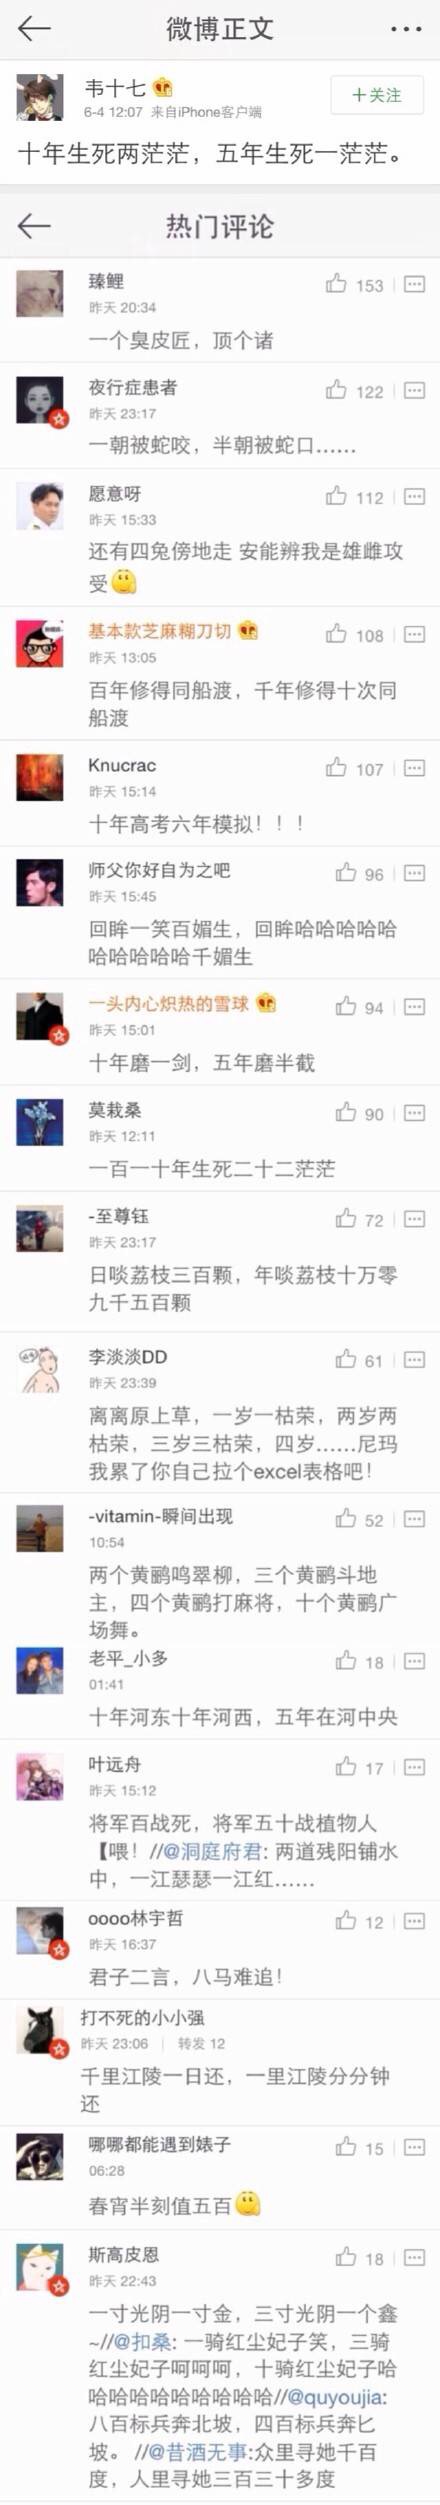 微博正文
韦十七
+关注
6-4 12:07 来自iPhone客户端
十年生死两茫茫，五年生死一茫茫。
热门评论
臻鲤
153
昨天 20:34
一个臭皮匠，顶个诸
夜行症患者
122
昨天 23:17
一朝被蛇咬，半朝被蛇口……
愿意呀
112
昨天 15:33
还有四兔傍地走 安能辨我是雄雌攻
受
基本款芝麻糊刀切
108
昨天 13:05
百年修得同船渡，千年修得十次同
船渡
Knucrac
107
昨天 15:14
十年高考六年模拟！！！
师父你好自为之吧
96
昨天 15:45
回眸一笑百媚生，回眸哈哈哈哈哈
哈哈哈哈哈千媚生
一头内心炽热的雪球
94
昨天 15:01
十年磨一剑，五年磨半截
莫栽桑
90
昨天 12:11
一百一十年生死二十二茫茫
-至尊钰
72
昨天 23:17
日啖荔枝三百颗，年啖荔枝十万零
九千五百颗
李淡淡DD
61
昨天 23:39
离离原上草，一岁一枯荣，两岁两
枯荣，三岁三枯荣，四岁……尼玛
我累了你自己拉个excel表格吧！
-vitamin-瞬间出现
52
10:54
两个黄鹂鸣翠柳，三个黄鹂斗地
主，四个黄鹂打麻将，十个黄鹂广
场舞。
老平_小多
18
01:41
十年河东十年河西，五年在河中央
叶远舟
17
昨天 15:12
将军百战死，将军五十战植物人
【喂！//@洞庭府君: 两道残阳铺水
中，一江瑟瑟一江红……
oooo林宇哲
12
昨天 16:37
君子二言，八马难追！
打不死的小小强
昨天 23:06 | 转发 12
千里江陵一日还，一里江陵分分钟
还
哪哪都能遇到婊子
15
06:28
春宵半刻值五百
斯高皮恩
18
昨天 22:43
一寸光阴一寸金，三寸光阴一个鑫
~//@扣桑: 一骑红尘妃子笑，三骑
红尘妃子呵呵呵，十骑红尘妃子哈
哈哈哈哈哈哈哈哈哈//@quyoujia:
八百标兵奔北坡，四百标兵奔匕
坡。 //@昔酒无事:众里寻她千百
度，人里寻她三百三十多度